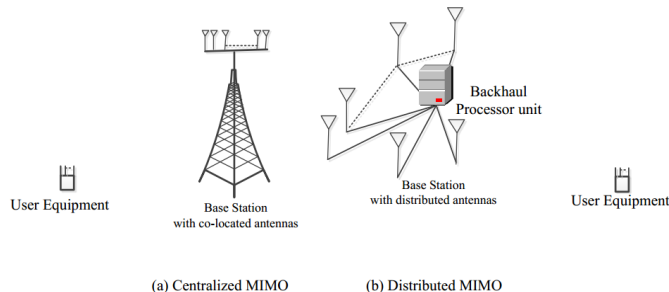 Backhaul
Processor unit
User Equipment
Base Station
with co-located antennas
Base Station
with distributed antennas
User Equipment
(a) Centralized MIMO
(b) Distributed MIMO